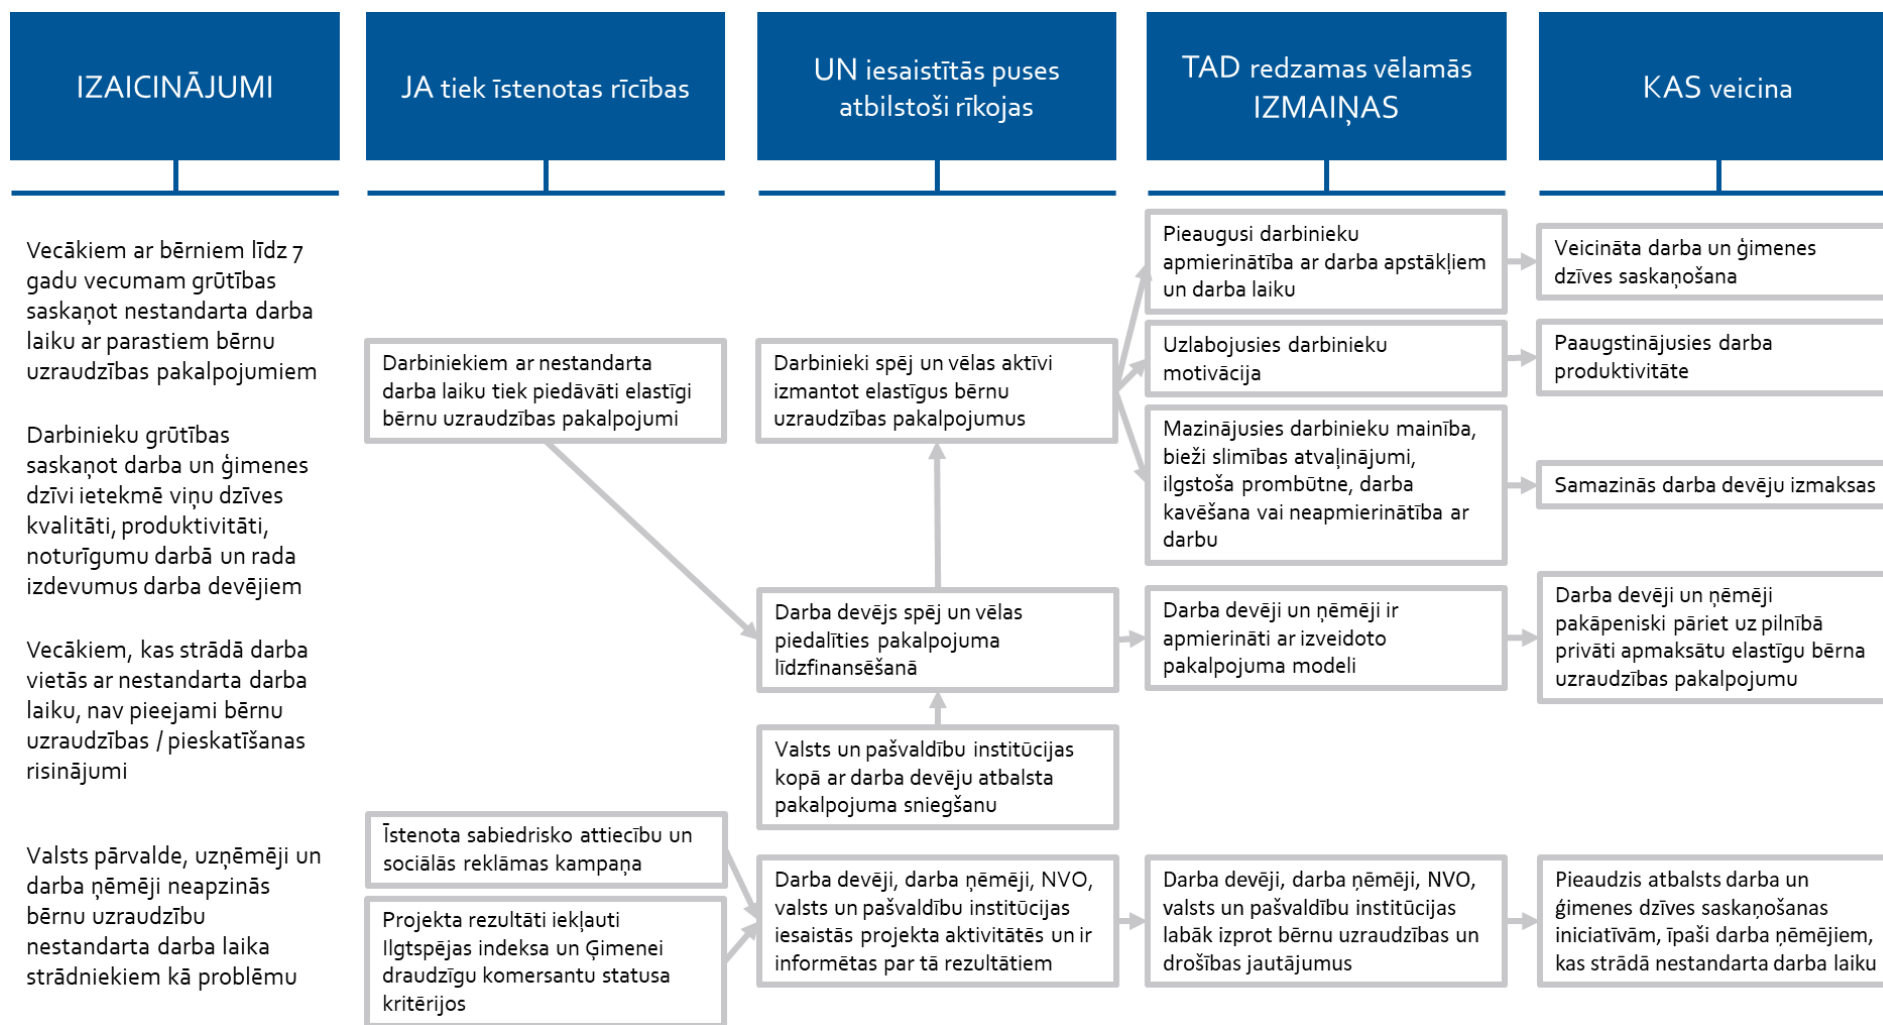 IZAICINĀJUMI
JA tiek īstenotas rīcības
UN iesaistītās puses
atbilstoši rīkojas
TAD redzamas vēlamās
IZMAIŅAS
KAS veicina
Vecākiem ar bērniem līdz 7
gadu vecumam grūtības
saskaņot nestandarta darba
laiku ar parastiem bērnu
uzraudzības pakalpojumiem
Darbinieku grūtības
saskaņot darba un ģimenes
dzīvi ietekmē viņu dzīves
kvalitāti, produktivitāti,
noturīgumu darbā un rada
izdevumus darba devējiem
Vecākiem, kas strādā darba
vietās ar nestandarta darba
laiku, nav pieejami bērnu
uzraudzības / pieskatīšanas
risinājumi
Valsts pārvalde, uzņēmēji un
darba ņēmēji neapzinās
bērnu uzraudzību
nestandarta darba laika
strādniekiem kā problēmu
Darbiniekiem ar nestandarta
darba laiku tiek piedāvāti elastīgi
bērnu uzraudzības pakalpojumi
Īstenota sabiedrisko attiecību un
sociālās reklāmas kampaņa
Projekta rezultāti iekļauti
Ilgtspējas indeksa un Ģimenei
draudzīgu komersantu statusa
kritērijos
Darbinieki spēj un vēlas aktīvi
izmantot elastīgus bērnu
uzraudzības pakalpojumus
Darba devējs spēj un vēlas
piedalīties pakalpojuma
līdzfinansēšanā
Valsts un pašvaldību institūcijas
kopā ar darba devēju atbalsta
pakalpojuma sniegšanu
Darba devēji, darba ņēmēji, NVO,
valsts un pašvaldību institūcijas
iesaistās projekta aktivitātēs un ir
informētas par tā rezultātiem
Pieaugusi darbinieku
apmierinātība ar darba apstākļiem
un darba laiku
Uzlabojusies darbinieku
motivācija
Mazinājusies darbinieku mainība,
bieži slimības atvaļinājumi,
ilgstoša prombūtne, darba
kavēšana vai neapmierinātība ar
darbu
Darba devēji un ņēmēji ir
apmierināti ar izveidoto
pakalpojuma modeli
Darba devēji, darba ņēmēji, NVO,
valsts un pašvaldību institūcijas
labāk izprot bērnu uzraudzības un
drošības jautājumus
Veicināta darba un ģimenes
dzīves saskaņošana
Paaugstinājusies darba
produktivitāte
Samazinās darba devēju izmaksas
Darba devēji un ņēmēji
pakāpeniski pāriet uz pilnībā
privāti apmaksātu elastīgu bērna
uzraudzības pakalpojumu
Pieaudzis atbalsts darba un
ģimenes dzīves saskaņošanas
iniciatīvām, īpaši darba ņēmējiem,
kas strādā nestandarta darba laiku